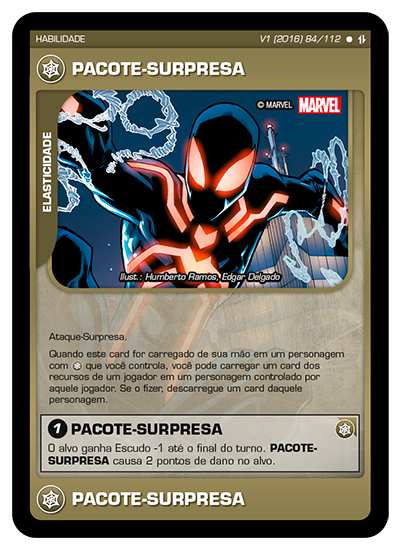 HABILIDADE V1 (2016) 84/112
PACOTE-SURPRESA
© MARVEL MARVEL
ELASTICIDADE
Ilust.: Humberto Ramos, Edgar Delgado
Ataque-Surpresa.
Quando este card for carregado de sua mão em um personagem
com que você controla, você pode carregar um card dos
recursos de um jogador em um personagem controlado por
aquele jogador. Se o fizer, descarregue um card daquele
personagem.
1 PACOTE-SURPRESA
O alvo ganha Escudo -1 até o final do turno. PACOTE-
SURPRESA causa 2 pontos de dano no alvo.
PACOTE-SURPRESA